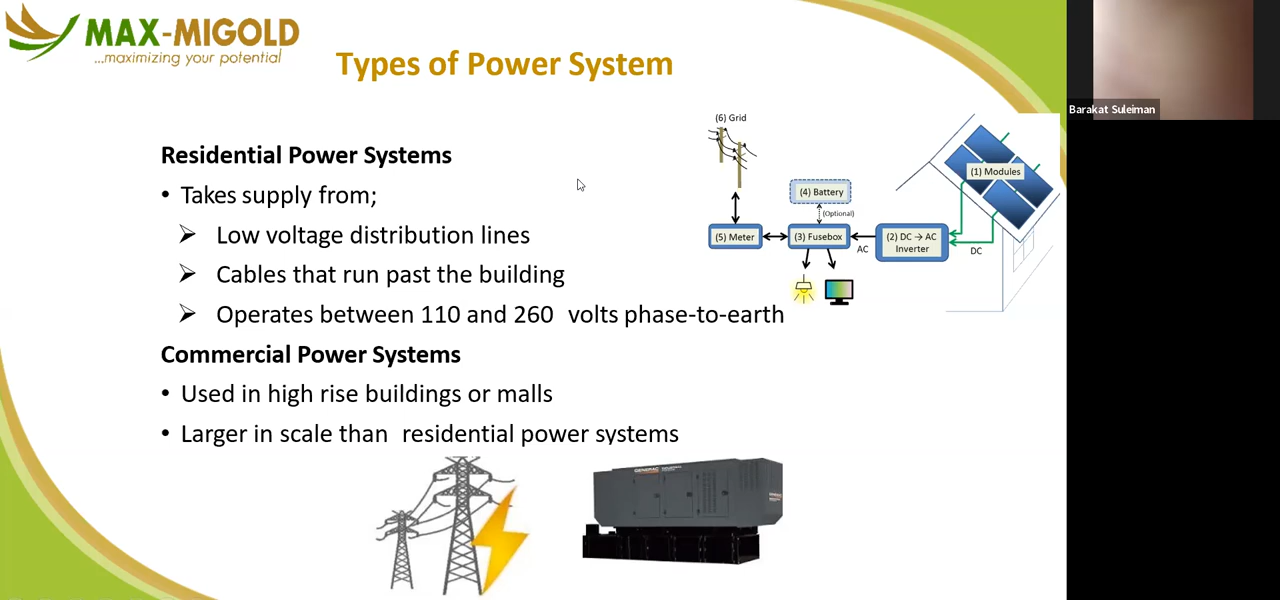 MAX-MIGOLD
...maximizing your potential
Types of Power System
Barakat Suleiman
Residential Power Systems
• Takes supply from;
➢ Low voltage distribution lines
➢ Cables that run past the building
➢ Operates between 110 and 260 volts phase-to-earth
Commercial Power Systems
• Used in high rise buildings or malls
• Larger in scale than residential power systems
(6) Grid
(1) Modules
(4) Battery
(Optional)
(5) Meter
(3) Fusebox
AC
(2) DC → AC
Inverter
DC
GENERAC